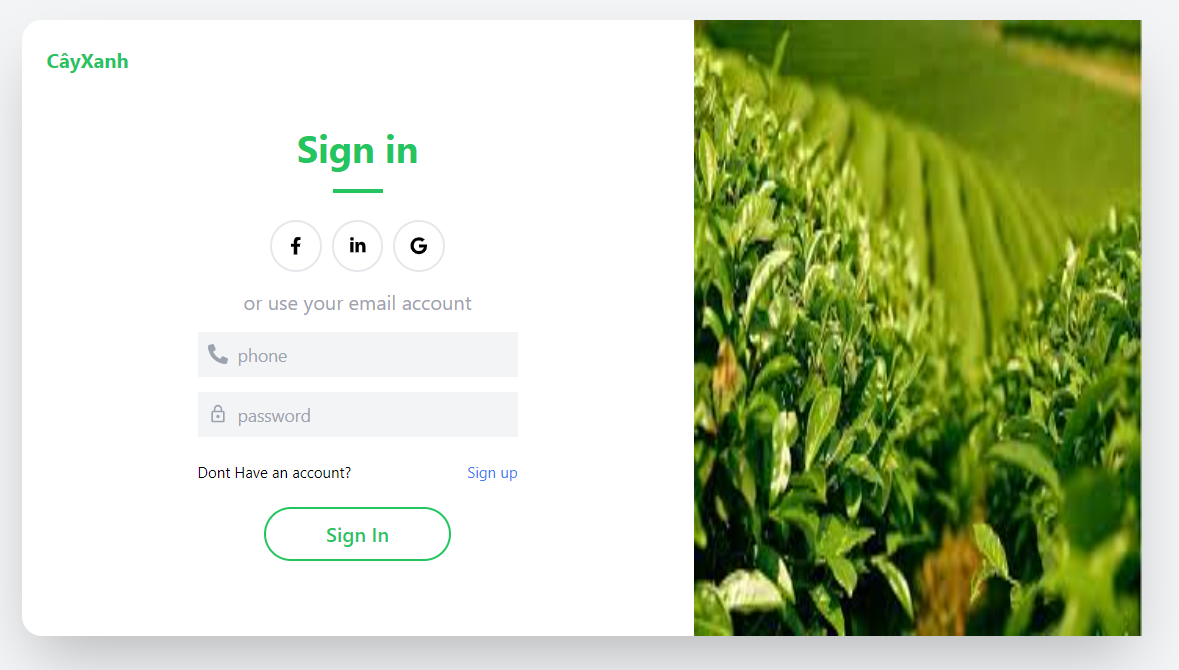 CâyXanh
Sign in
or use your email account
phone
password
Dont Have an account? Sign up
Sign In